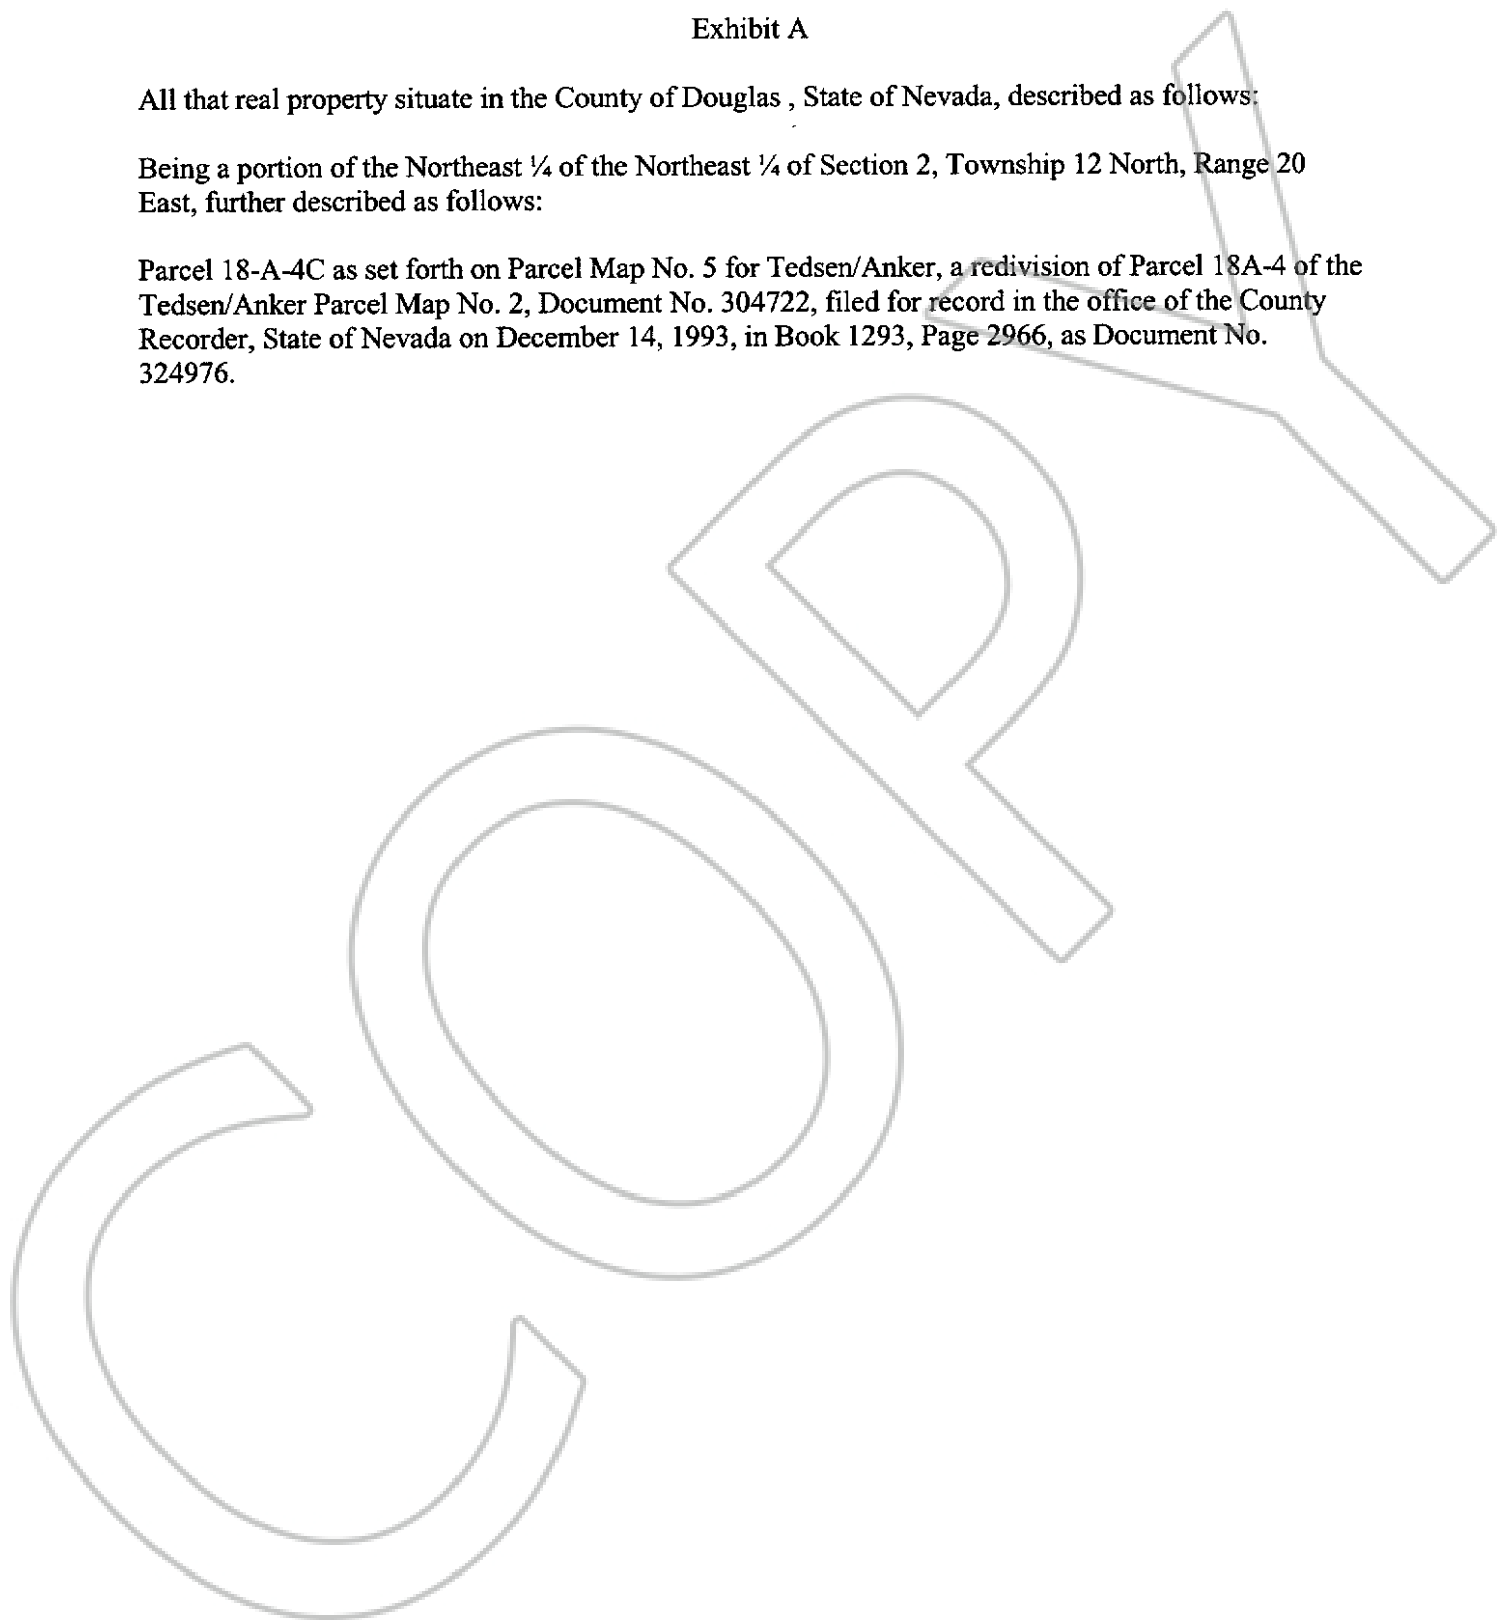 Exhibit A
All that real property situate in the County of Douglas , State of Nevada, described as follows:
Being a portion of the Northeast ¼ of the Northeast ¼ of Section 2, Township 12 North, Range 20
East, further described as follows:
Parcel 18-A-4C as set forth on Parcel Map No. 5 for Tedsen/Anker, a redivision of Parcel 18A-4 of the
Tedsen/Anker Parcel Map No. 2, Document No. 304722, filed for record in the office of the County
Recorder, State of Nevada on December 14, 1993, in Book 1293, Page 2966, as Document No.
324976.
COPY